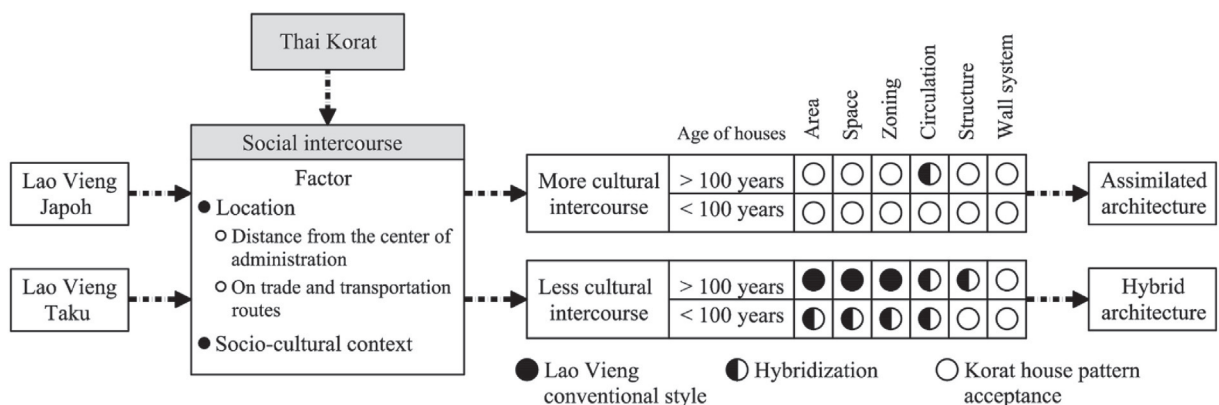 Thai Korat
Lao Vieng
Japoh
Lao Vieng
Taku
Social intercourse
Factor
Location
Distance from the center of
administration
On trade and transportation
routes
Socio-cultural context
Age of houses
Area
Space
Zoning
Circulation
Structure
Wall system
More cultural
intercourse
> 100 years
< 100 years
Less cultural
intercourse
> 100 years
< 100 years
Assimilated
architecture
Hybrid
architecture
Lao Vieng
conventional style
Hybridization
Korat house pattern
acceptance